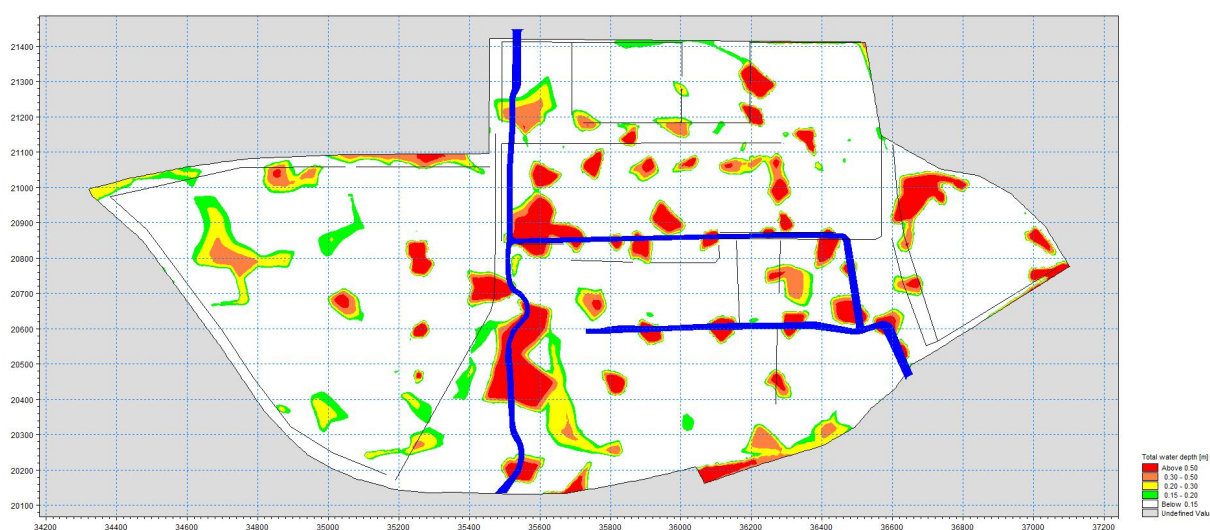 21400
21300
21200
21100
21000
20900
20800
20700
20600
20500
20400
20300
20200
20100
34200 34400 34600 34800 35000 35200 35400 35600 35800 36000 36200 36400 36600 36800 37000 37200
Total water depth [m]
Above 0.50
0.30 - 0.50
0.20 - 0.30
0.15 - 0.20
Below 0.15
Undefined Valu